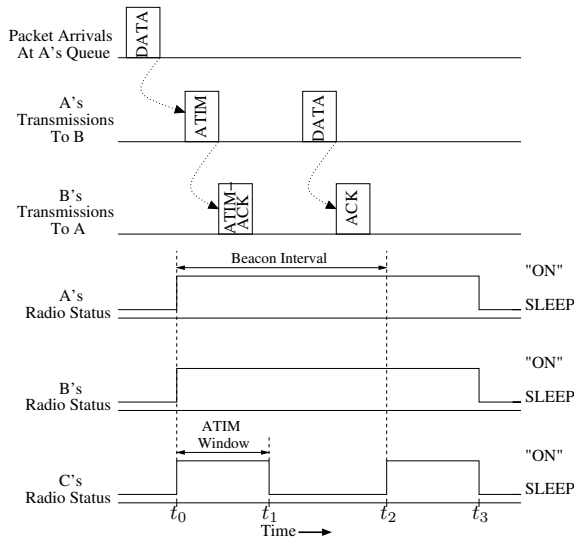 Packet Arrivals
At A's Queue
DATA
A's
Transmissions
To B
ATIM
DATA
B's
Transmissions
To A
ATIM–
ACK
ACK
Beacon Interval
A's
Radio Status
"ON"
SLEEP
B's
Radio Status
"ON"
SLEEP
ATIM
Window
C's
Radio Status
"ON"
SLEEP
t0
t1
t2
t3
Time